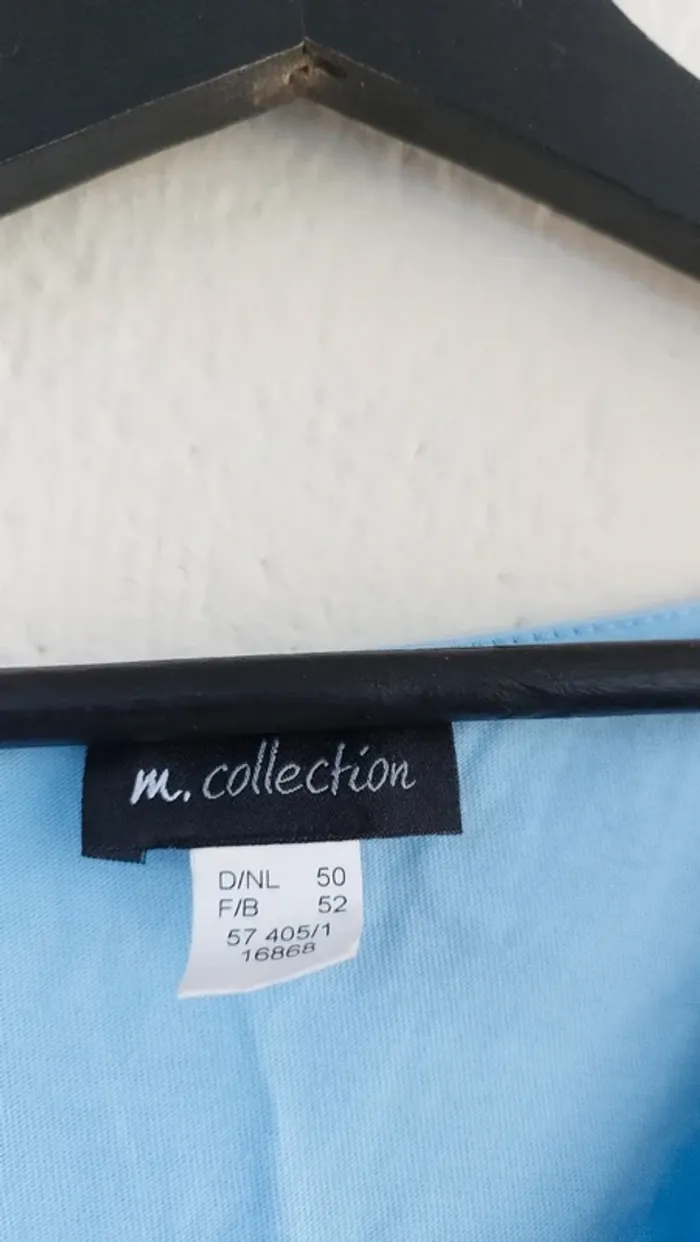 m. collection
D/NL 50
F/B 52
57 405/1
16868